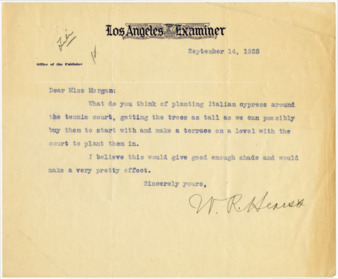 Los Angeles Examiner
Office of the Publisher
September 14, 1925
Dear Miss Morgan:
What do you think of planting Italian cypress around
the tennis court, getting the trees as tall as we can possibly
buy them to start with and make a terrace on a level with the
court to plant them in.
I believe this would give good enough shade and would
make a very pretty effect.
Sincerely yours,
W. R. Hearst